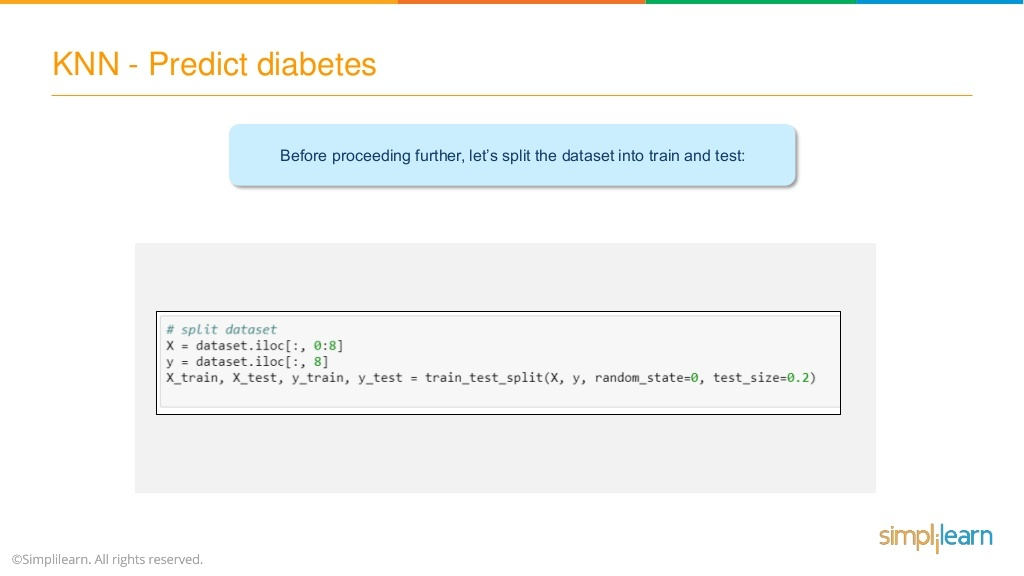 KNN - Predict diabetes
Before proceeding further, let’s split the dataset into train and test:
# split dataset
X = dataset.iloc[:, 0:8]
y = dataset.iloc[:, 8]
X_train, X_test, y_train, y_test = train_test_split(X, y, random_state=0, test_size=0.2)
simplilearn
©Simplilearn. All rights reserved.